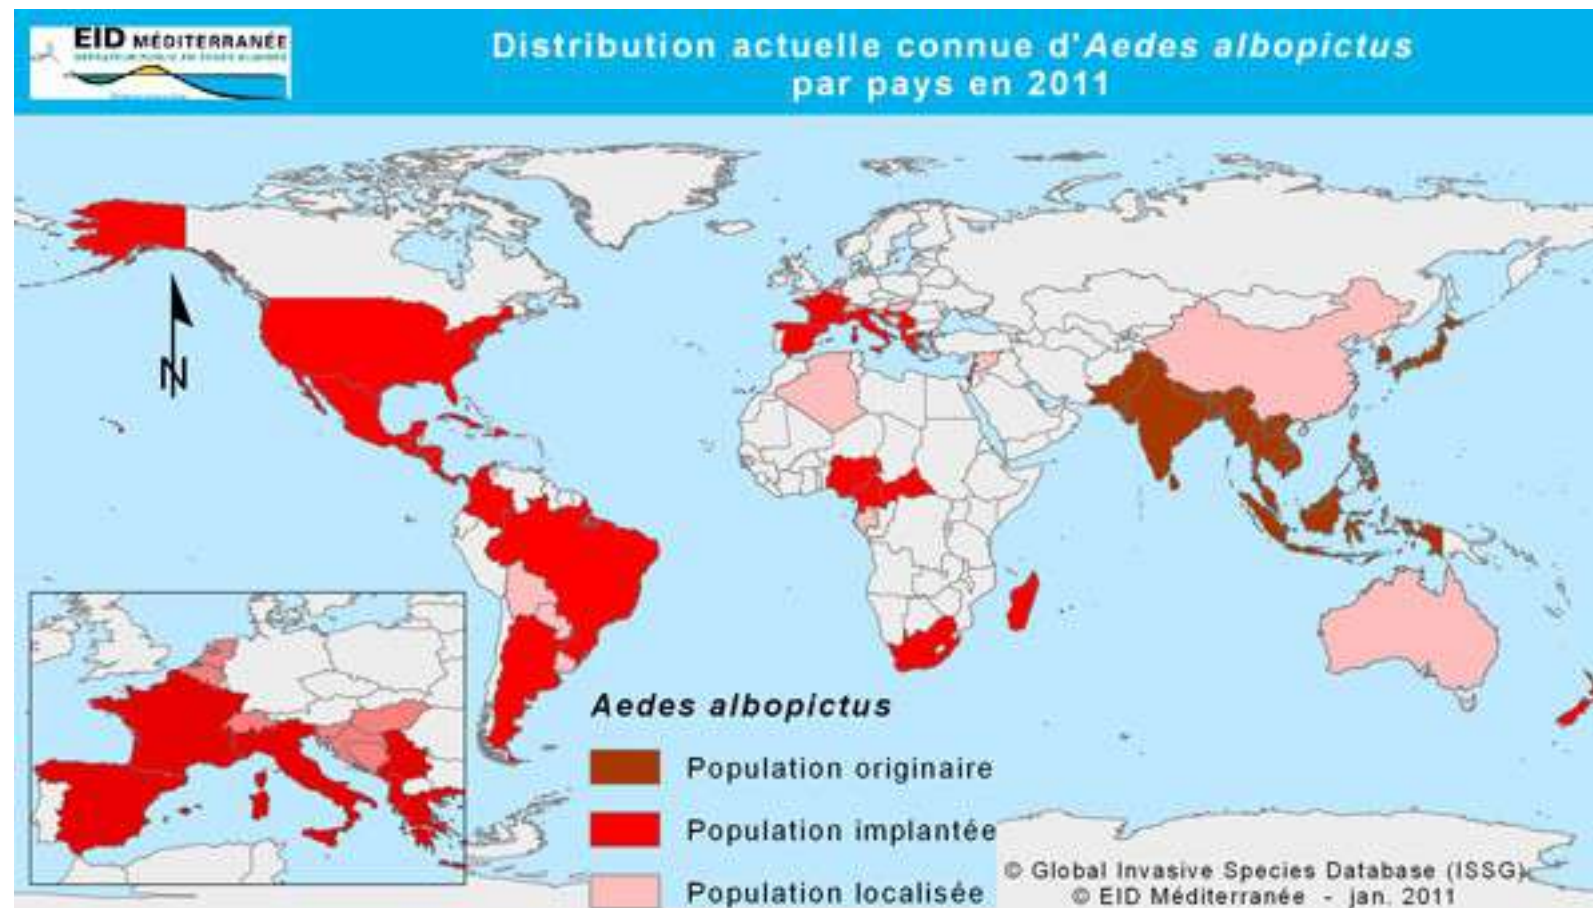 EID MÉDITERRANÉE
Distribution actuelle connue d'Aedes albopictus
par pays en 2011
N
Aedes albopictus
Population originaire
Population implantée
Population localisée
© Global Invasive Species Database (ISSG)
© EID Méditerranée - jan. 2011